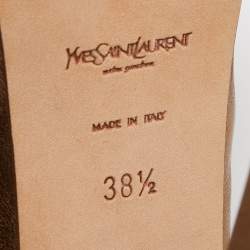 YVESSAINTLAURENT
rive gauche
MADE IN ITALY
38½